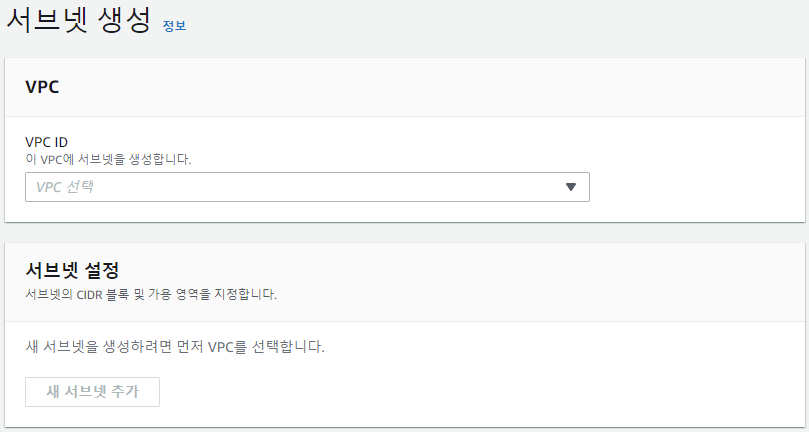 서브넷 생성 정보
VPC
VPC ID
이 VPC에 서브넷을 생성합니다.
VPC 선택
서브넷 설정
서브넷의 CIDR 블록 및 가용 영역을 지정합니다.
새 서브넷을 생성하려면 먼저 VPC를 선택합니다.
새 서브넷 추가